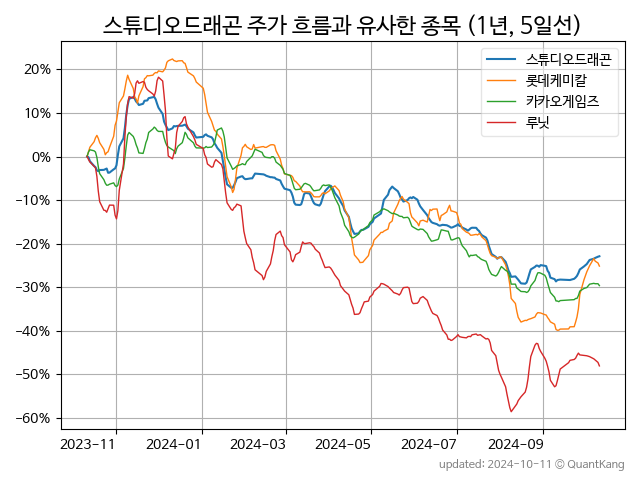 스튜디오드래곤 주가 흐름과 유사한 종목 (1년, 5일선)
스튜디오드래곤
롯데케미칼
카카오게임즈
루닛
20%
10%
0%
−10%
−20%
−30%
−40%
−50%
−60%
2023-11
2024-01
2024-03
2024-05
2024-07
2024-09
updated: 2024-10-11 © QuantKang